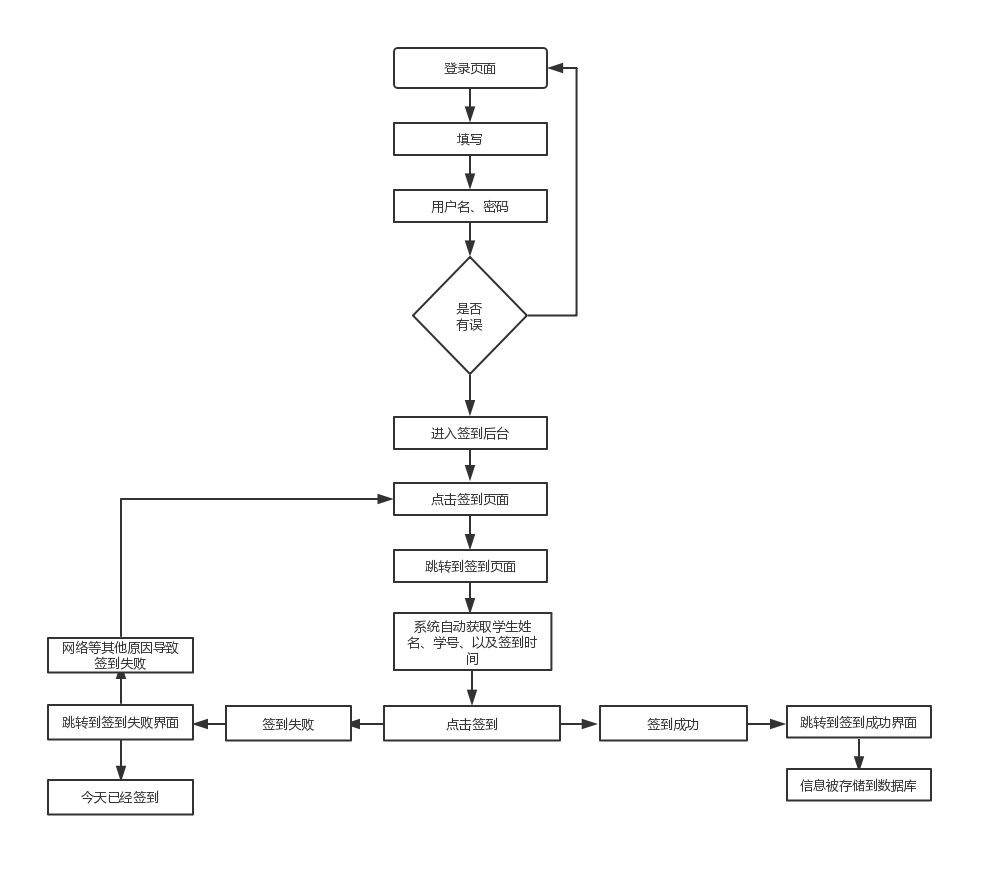 登录页面
填写
用户名、密码
是否
有误
进入签到后台
点击签到页面
跳转到签到页面
系统自动获取学生姓
名、学号、以及签到时
间
网络等其他原因导致
签到失败
跳转到签到失败界面
签到失败
点击签到
签到成功
跳转到签到成功界面
今天已经签到
信息被存储到数据库